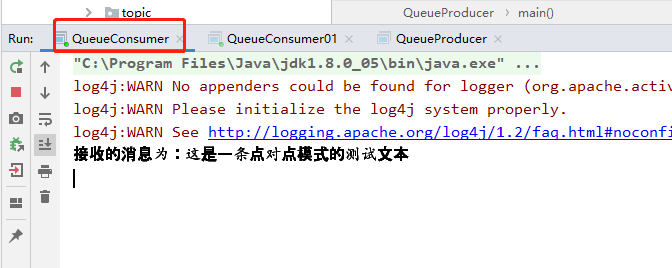 topic
QueueProducer > main()
Run: QueueConsumer × QueueConsumer01 × QueueProducer ×
"C:\Program Files\Java\jdk1.8.0_05\bin\java.exe" ...
log4j:WARN No appenders could be found for logger (org.apache.activ
log4j:WARN Please initialize the log4j system properly.
log4j:WARN See http://logging.apache.org/log4j/1.2/faq.html#noconfi
接收的消息为：这是一条点对点模式的测试文本